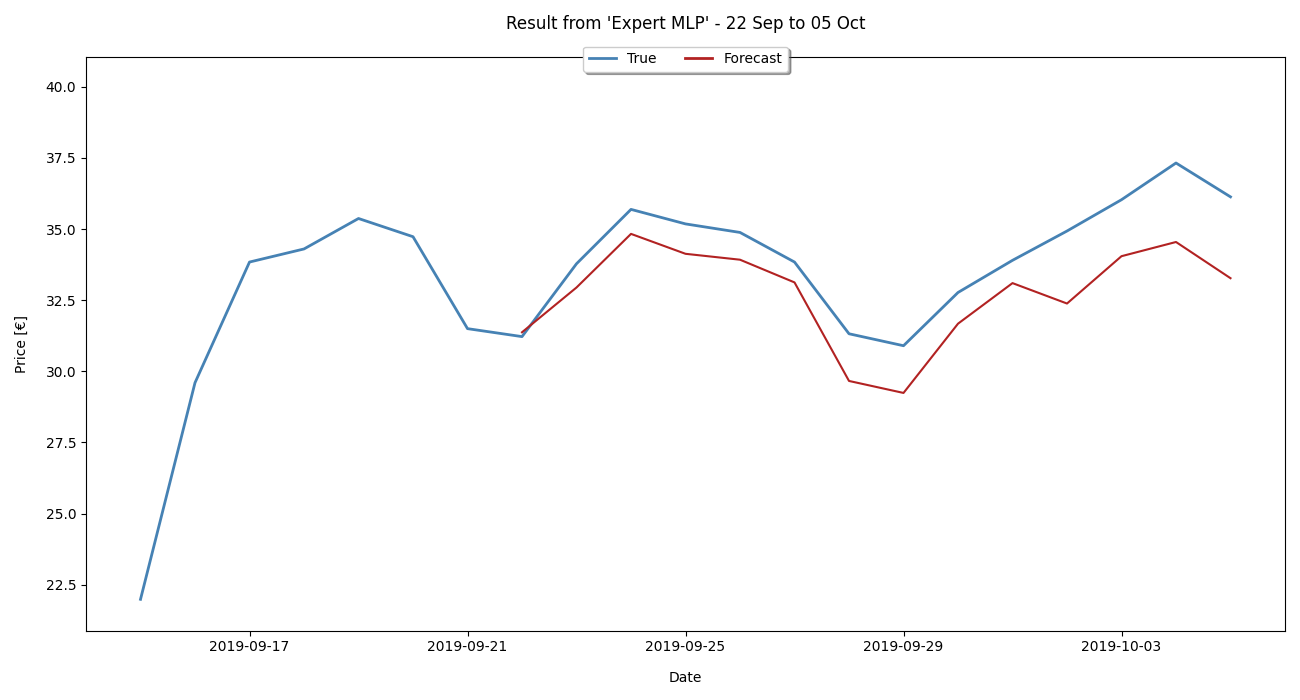 Result from 'Expert MLP' - 22 Sep to 05 Oct
True Forecast
40.0
37.5
35.0
32.5
30.0
27.5
25.0
22.5
Price [€]
2019-09-17 2019-09-21 2019-09-25 2019-09-29 2019-10-03
Date